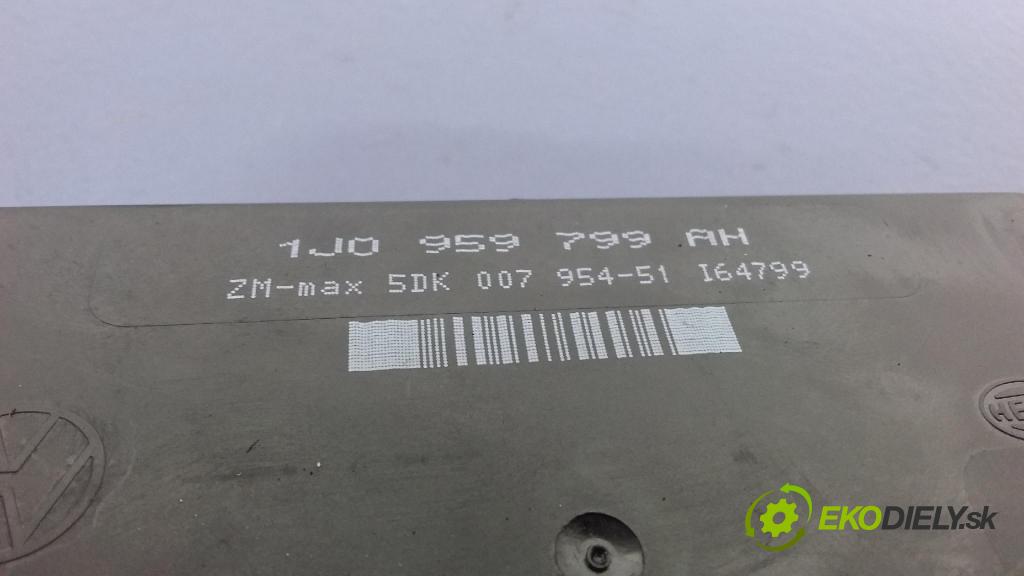 1J0 959 799 AH
ZM-max 5DK 007 954-51 I64799
EKODIELY.sk